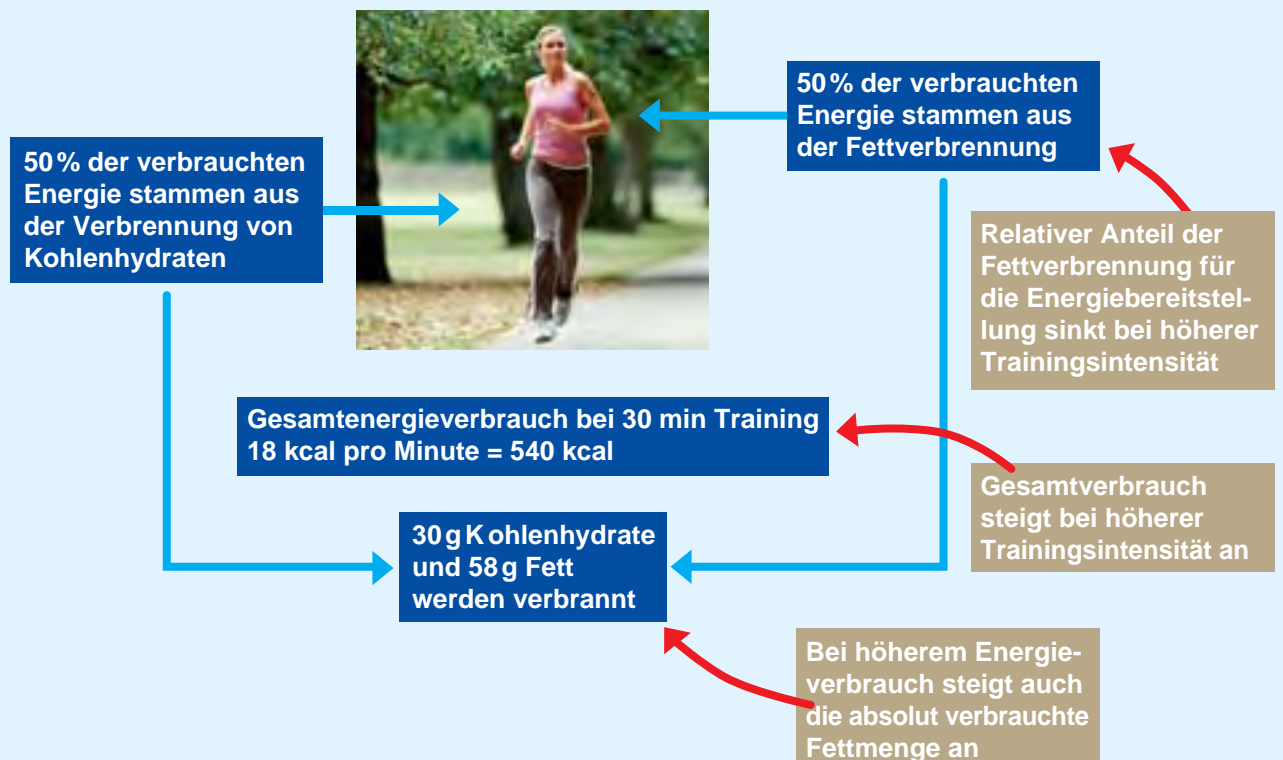 50 % der verbrauchten
Energie stammen aus
der Verbrennung von
Kohlenhydraten
50 % der verbrauchten
Energie stammen aus
der Fettverbrennung
Relativer Anteil der
Fettverbrennung für
die Energiebereitstel-
lung sinkt bei höherer
Trainingsintensität
Gesamtenergieverbrauch bei 30 min Training
18 kcal pro Minute = 540 kcal
Gesamtverbrauch
steigt bei höherer
Trainingsintensität an
30 g K ohlenhydrate
und 58 g Fett
werden verbrannt
Bei höherem Energie-
verbrauch steigt auch
die absolut verbrauchte
Fettmenge an